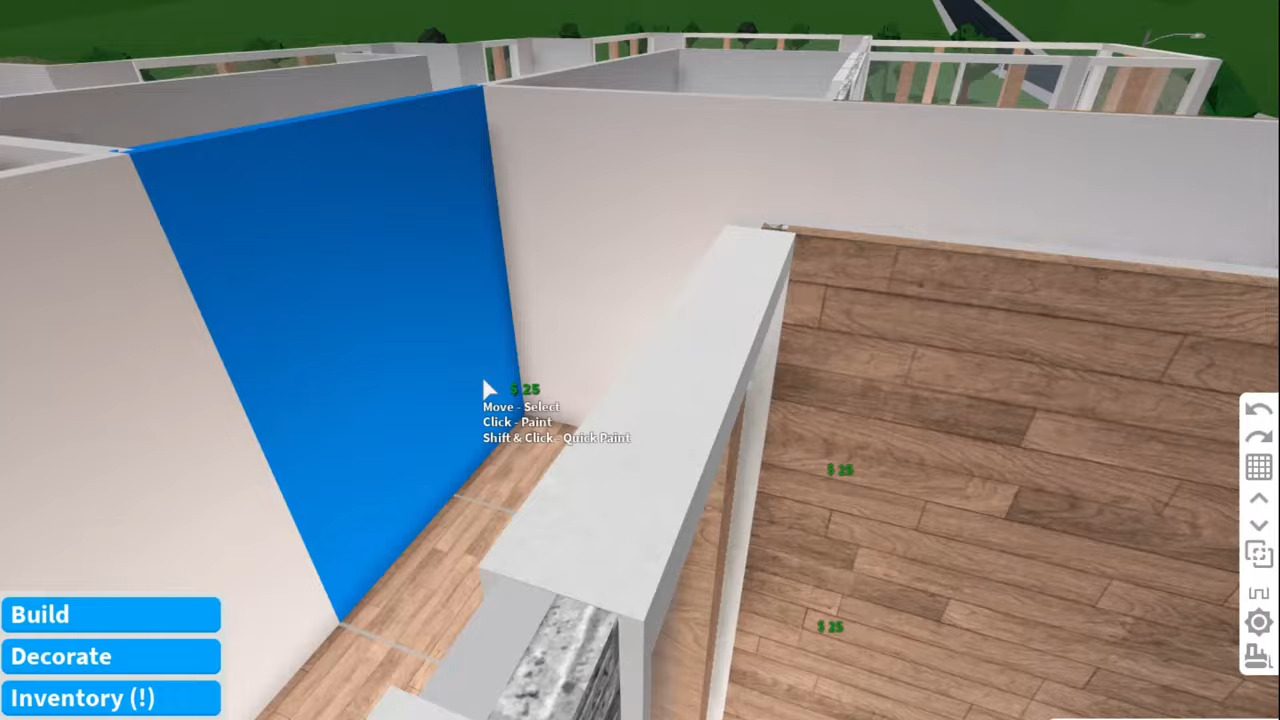 $ 25
Move - Select
Click - Paint
Shift & Click - Quick Paint
$ 25
$ 25
Build
Decorate
Inventory (!)